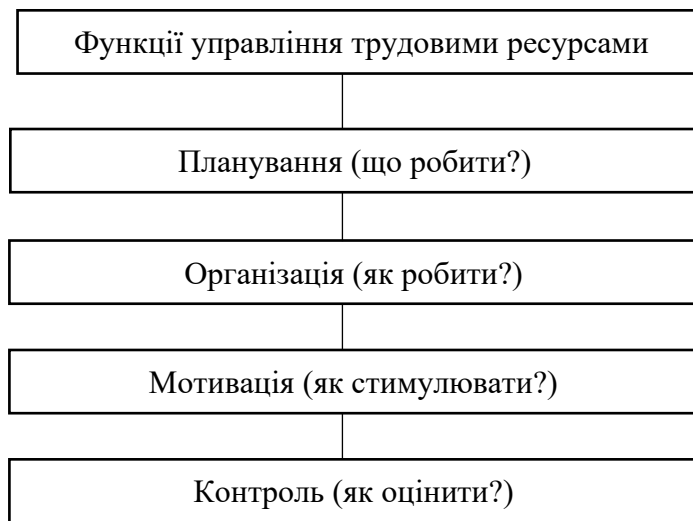 Функції управління трудовими ресурсами
Планування (що робити?)
Організація (як робити?)
Мотивація (як стимулювати?)
Контроль (як оцінити?)